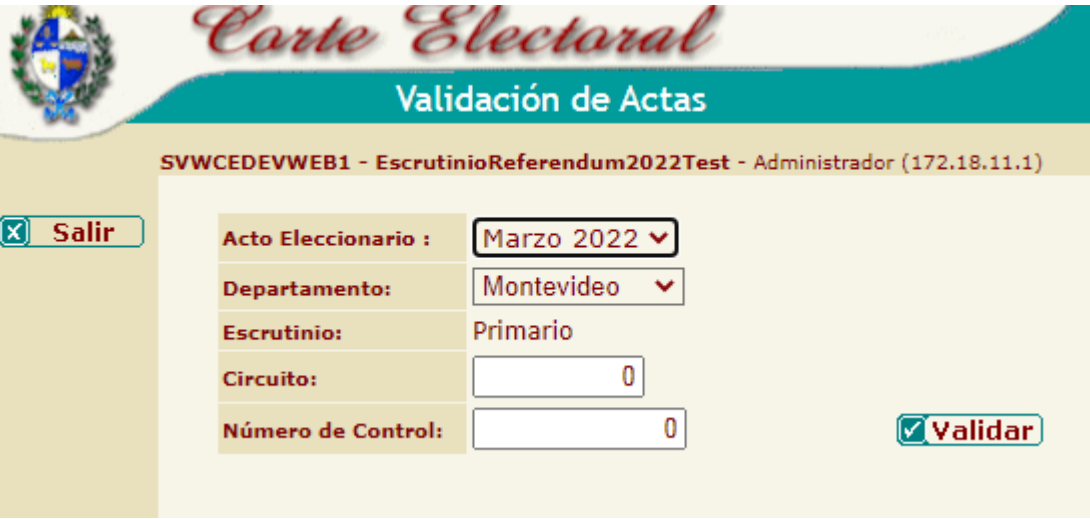 Corte Electoral
Validación de Actas
SVWCEDEVWEB1 - EscrutinioReferendum2022Test - Administrador (172.18.11.1)
Salir
Acto Eleccionario : Marzo 2022
Departamento: Montevideo
Escrutinio: Primario
Circuito: 0
Número de Control: 0
Validar